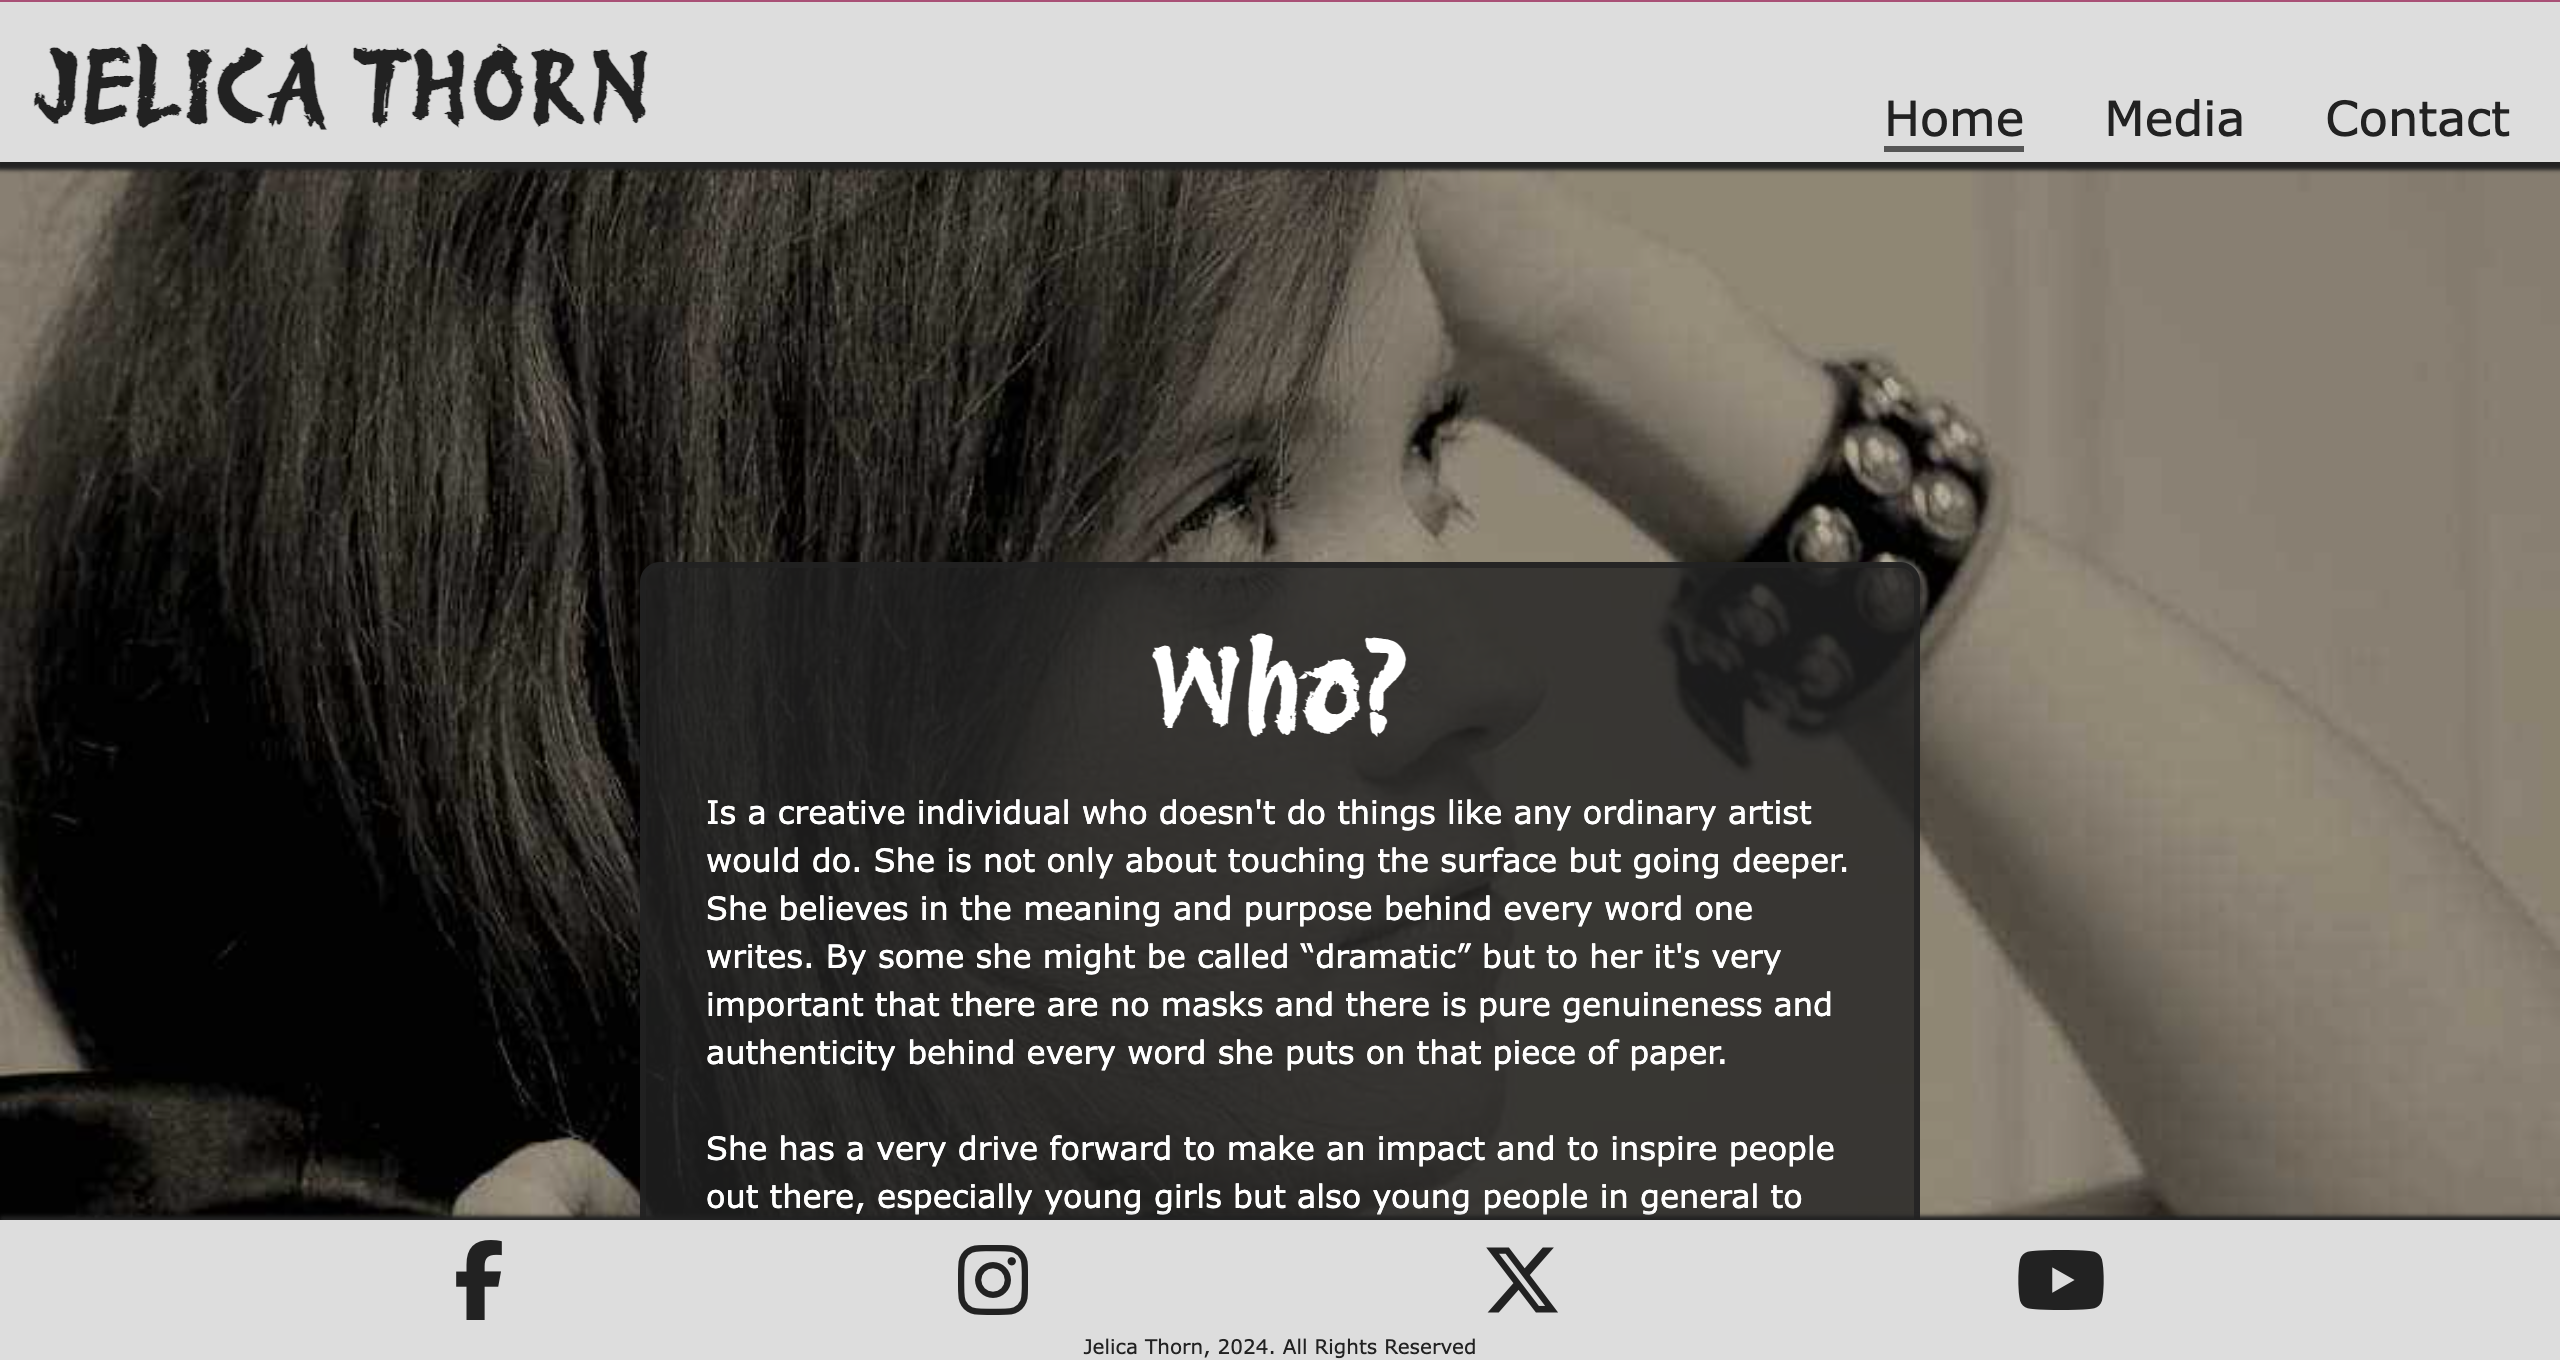 JELICA THORN
Home Media Contact
Who?
Is a creative individual who doesn't do things like any ordinary artist
would do. She is not only about touching the surface but going deeper.
She believes in the meaning and purpose behind every word one
writes. By some she might be called “dramatic” but to her it's very
important that there are no masks and there is pure genuineness and
authenticity behind every word she puts on that piece of paper.
She has a very drive forward to make an impact and to inspire people
out there, especially young girls but also young people in general to
Jelica Thorn, 2024. All Rights Reserved